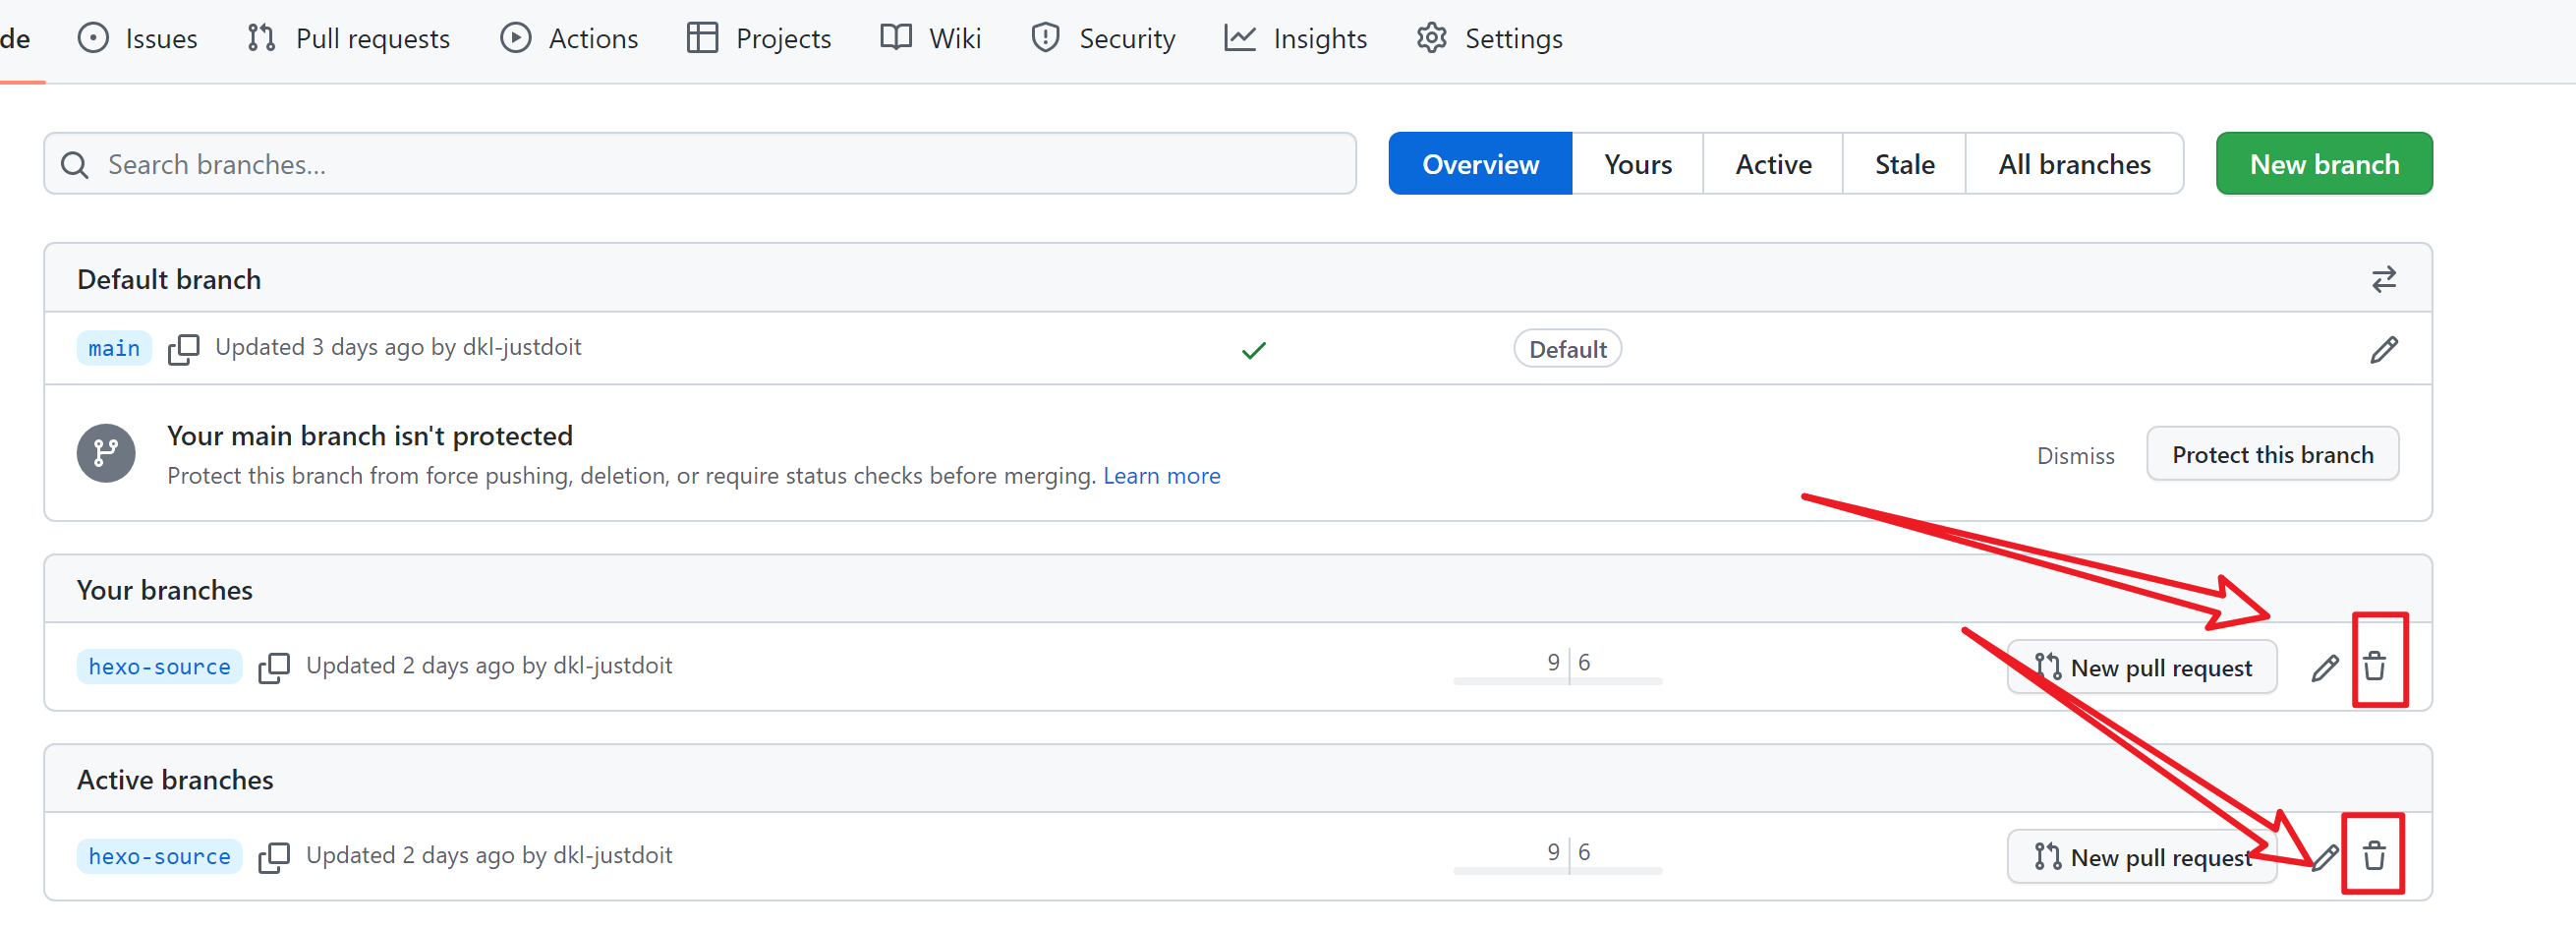 de Issues Pull requests Actions Projects Wiki Security Insights Settings
Search branches... Overview Yours Active Stale All branches New branch
Default branch
main Updated 3 days ago by dkl-justdoit Default
Your main branch isn't protected
Protect this branch from force pushing, deletion, or require status checks before merging. Learn more Dismiss Protect this branch
Your branches
hexo-source Updated 2 days ago by dkl-justdoit 9 6 New pull request
Active branches
hexo-source Updated 2 days ago by dkl-justdoit 9 6 New pull request